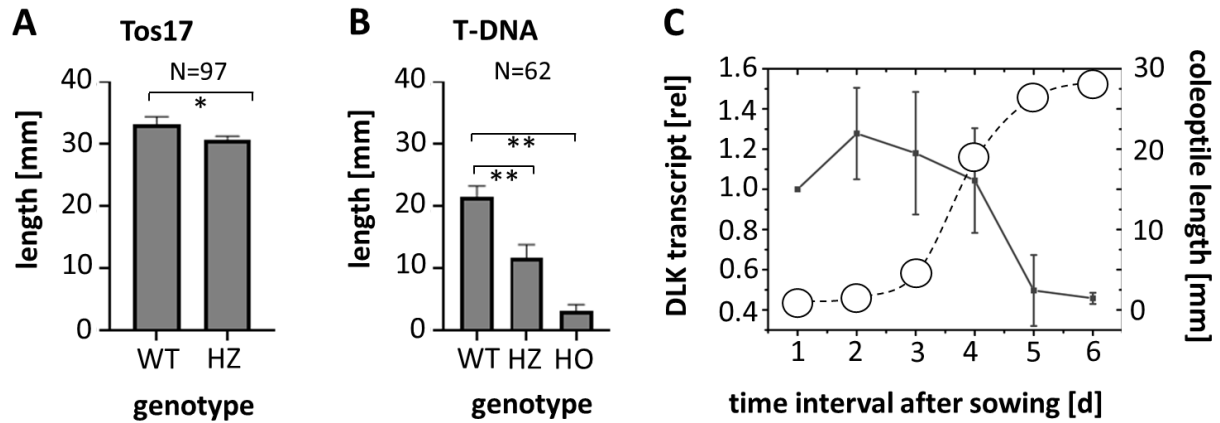 A
Tos17
N=97
*
40
30
20
10
0
length [mm]
WT HZ
genotype
B
T-DNA
N=62
**
**
40
30
20
10
0
length [mm]
WT HZ HO
genotype
C
1.6
1.4
1.2
1.0
0.8
0.6
0.4
DLK transcript [rel]
30
20
10
0
coleoptile length [mm]
1 2 3 4 5 6
time interval after sowing [d]